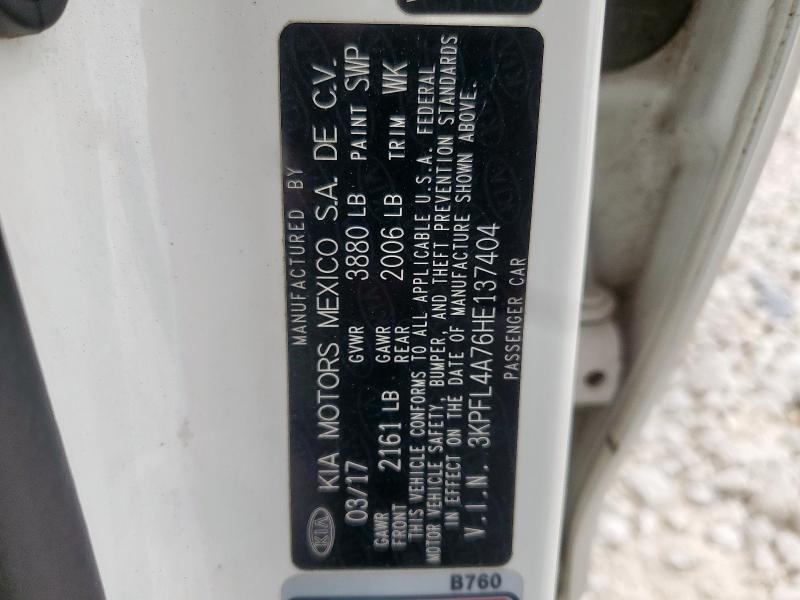 MANUFACTURED BY
KIA KIA MOTORS MEXICO S.A. DE C.V.
03/17 GVWR 3880 LB PAINT SWP
GAWR FRONT 2161 LB GAWR REAR 2006 LB TRIM WK
THIS VEHICLE CONFORMS TO ALL APPLICABLE U.S.A. FEDERAL
MOTOR VEHICLE SAFETY, BUMPER, AND THEFT PREVENTION STANDARDS
IN EFFECT ON THE DATE OF MANUFACTURE SHOWN ABOVE.
V.I.N. 3KPFL4A76HE137404
PASSENGER CAR
B760